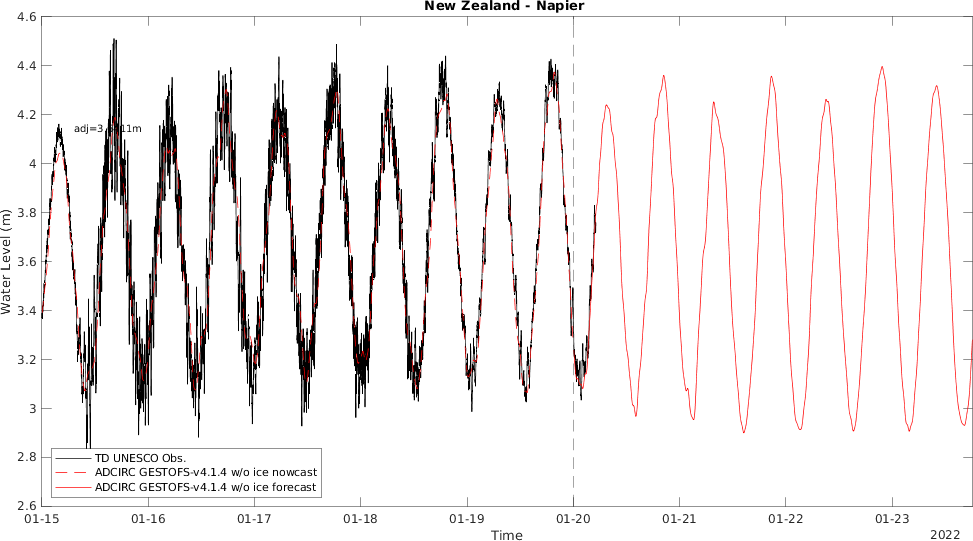 New Zealand - Napier
4.6
4.4
4.2
4
3.8
3.6
3.4
3.2
3
2.8
2.6
Water Level (m)
TD UNESCO Obs.
ADCIRC GESTOFS-v4.1.4 w/o ice nowcast
ADCIRC GESTOFS-v4.1.4 w/o ice forecast
01-15 01-16 01-17 01-18 01-19 01-20 01-21 01-22 01-23
Time
2022